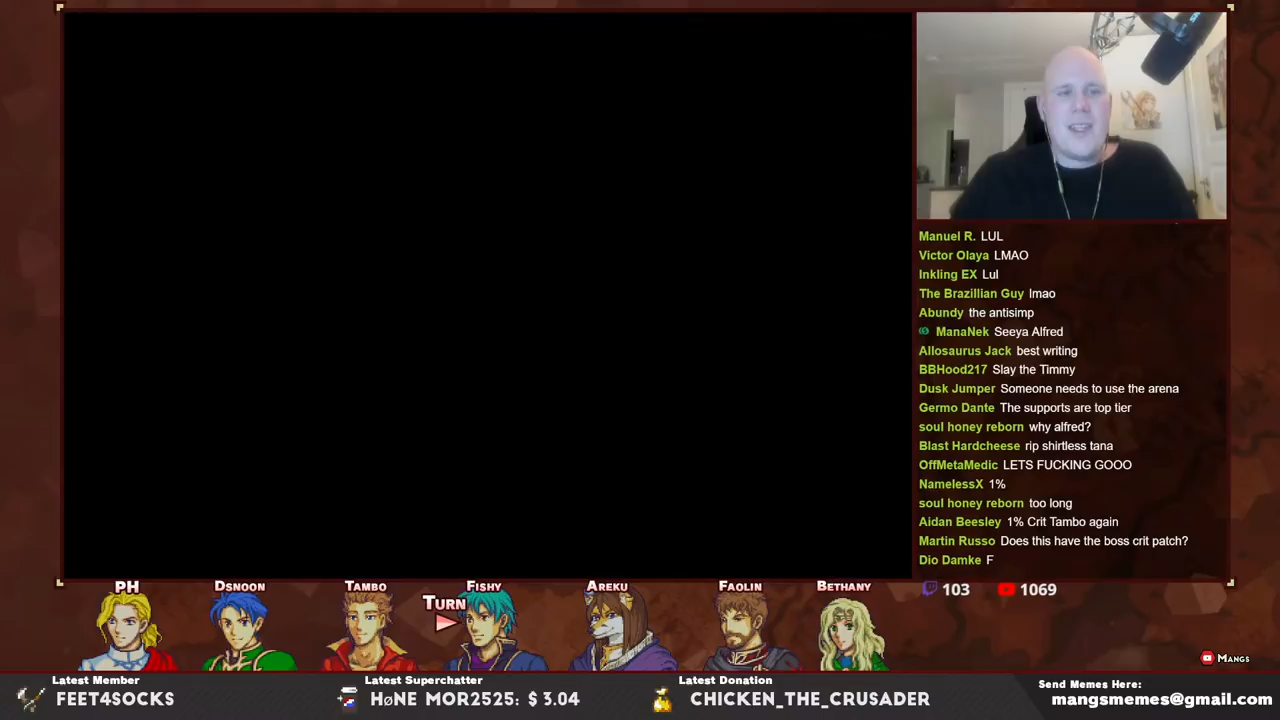 Manuel R. LUL
Victor Olaya LMAO
Inkling EX Lul
The Brazillian Guy lmao
Abundy the antisimp
ManaNek Seeya Alfred
Allosaurus Jack best writing
BBHood217 Slay the Timmy
Dusk Jumper Someone needs to use the arena
Germo Dante The supports are top tier
soul honey reborn why alfred?
Blast Hardcheese rip shirtless tana
OffMetaMedic LETS FUCKING GOOO
NamelessX 1%
soul honey reborn too long
Aidan Beesley 1% Crit Tambo again
Martin Russo Does this have the boss crit patch?
Dio Damke F
PH Dsnoon Tambo Fishy Areku Faolin Bethany 103 1069
Turn
Mangs
Latest Member Latest Superchatter Latest Donation Send Memes Here:
FEET4SOCKS HøNE MOR2525: $ 3.04 CHICKEN_THE_CRUSADER mangsmemes@gmail.com